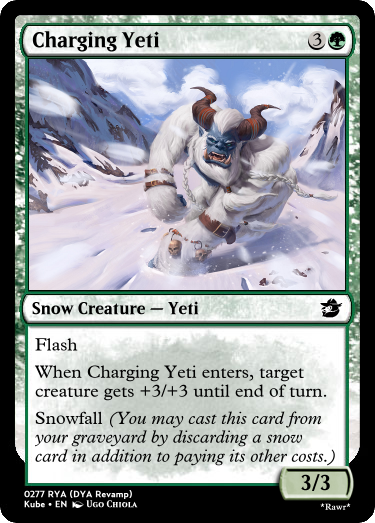 Charging Yeti 3
Snow Creature — Yeti
Flash
When Charging Yeti enters, target
creature gets +3/+3 until end of turn.
Snowfall (You may cast this card from
your graveyard by discarding a snow
card in addition to paying its other costs.)
3/3
0277 RYA (DYA Revamp)
Kube • EN Ugo Chiola
*Rawr*